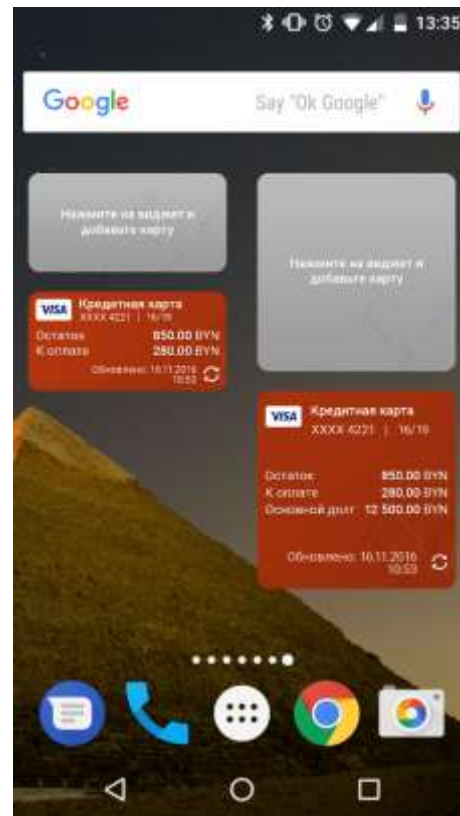 13:35
Google
Say "Ok Google"
Нажмите на виджет и
добавьте карту
Нажмите на виджет и
добавьте карту
VISA Кредитная карта
XXXX 4221 | 16/19
Остаток 850.00 BYN
К оплате 280.00 BYN
Обновлено: 16.11.2016
10:53
VISA Кредитная карта
XXXX 4221 | 16/19
Остаток 850.00 BYN
К оплате 280.00 BYN
Основной долг 12 500.00 BYN
Обновлено: 16.11.2016
10:53